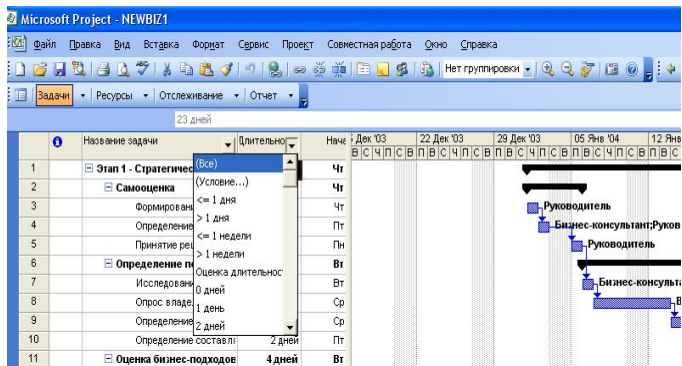 Microsoft Project - NEWBIZ1
Файл Правка Вид Вставка Формат Сервис Проект Совместная работа Окно Справка
Нет группировки
Задачи Ресурсы Отслеживание Отчет
23 дней
Название задачи Длительно Нача Дек '03 22 Дек '03 29 Дек '03 05 Янв '04 12 Янв
В С Ч П С В П В С Ч П С В П В С Ч П С В П В С Ч П С В П В С
1 Этап 1 - Стратегичес Чт
2 Самооценка Чт
3 Формирован Чт Руководитель
4 Определение Пт Бизнес-консультант;Руков
5 Принятие реш Пн Руководитель
6 Определение по Вт
7 Исследован Вт Бизнес-консульта
8 Опрос владе. Ср В
9 Определение Ср
10 Определение составля 2 дней Пт
11 Оценка бизнес-подходов 4 дней Вт
(Все)
(Условие...)
<= 1 дня
> 1 дня
<= 1 недели
> 1 недели
Оценка длительнос
0 дней
1 день
2 дней